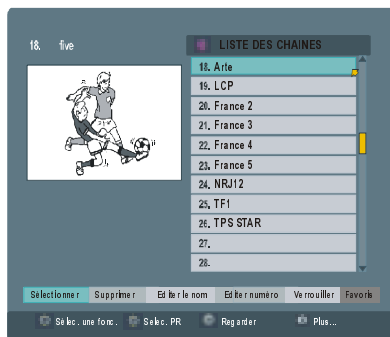 18. five
LISTE DES CHAINES
18. Arte
19. LCP
20. France 2
21. France 3
22. France 4
23. France 5
24. NRJ12
25. TF1
26. TPS STAR
27.
28.
Sélectionner Supprimer Editer le nom Editer numéro Verrouiller Favoris
Sélec. une fonc. Selec. PR Regarder Plus...